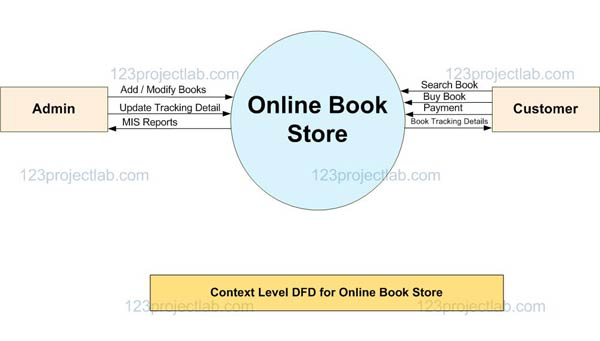 123projectlab.com
123projectlab.com
Add / Modify Books
Search Book
Buy Book
Admin
Online Book
Store
Update Tracking Detail
Payment
Customer
MIS Reports
Book Tracking Details
123projectlab.com
123projectlab.com
Context Level DFD for Online Book Store
123projectlab.com
123projectlab.com